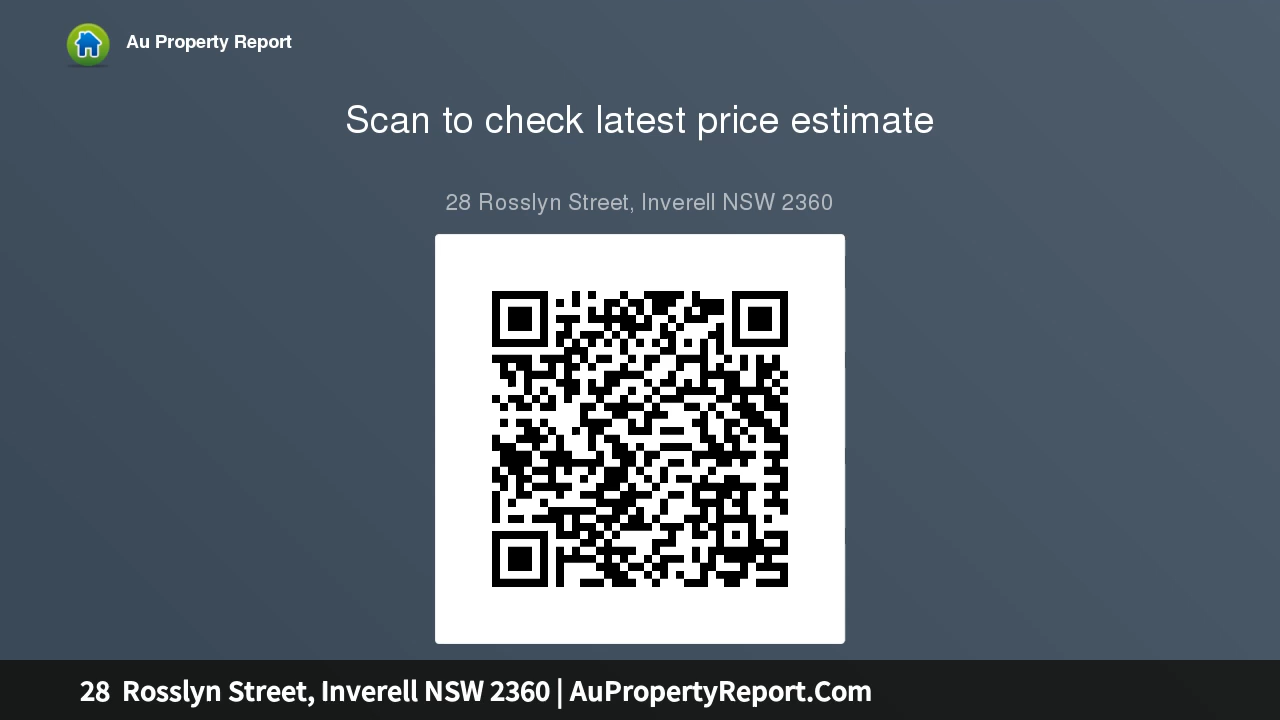 Au Property Report
Scan to check latest price estimate
28 Rosslyn Street, Inverell NSW 2360
28 Rosslyn Street, Inverell NSW 2360 | AuPropertyReport.Com